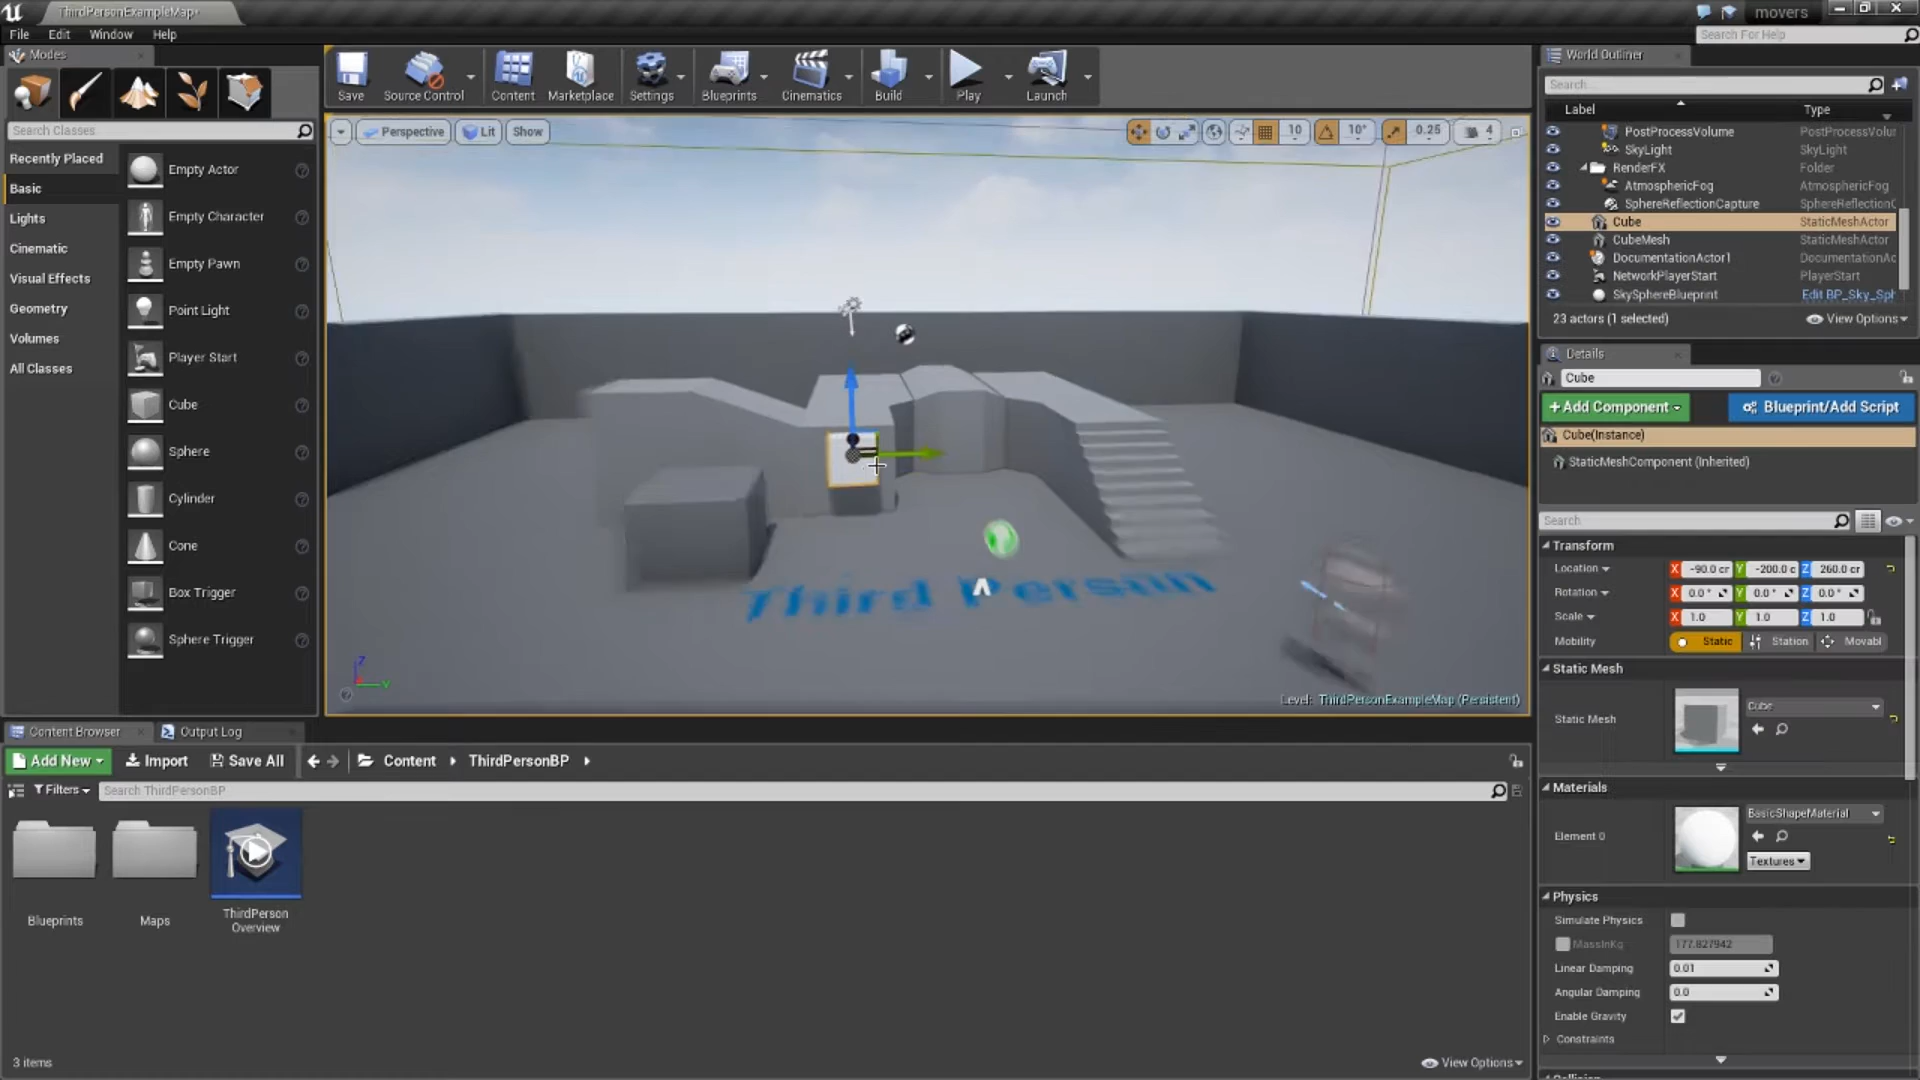 ThirdPersonExampleMap*
movers
File Edit Window Help
Search For Help
Modes
Search Classes
Recently Placed
Basic
Lights
Cinematic
Visual Effects
Geometry
Volumes
All Classes
Empty Actor
Empty Character
Empty Pawn
Point Light
Player Start
Cube
Sphere
Cylinder
Cone
Box Trigger
Sphere Trigger
Save
Source Control
Content
Marketplace
Settings
Blueprints
Cinematics
Build
Play
Launch
Perspective
Lit
Show
10
10°
0.25
4
Third Person
Z
Y
Level: ThirdPersonExampleMap (Persistent)
World Outliner
Search...
Label Type
PostProcessVolume PostProcessVolur
SkyLight SkyLight
RenderFX Folder
AtmosphericFog AtmosphericFog
SphereReflectionCapture SphereReflectionC
Cube StaticMeshActor
CubeMesh StaticMeshActor
DocumentationActor1 DocumentationAc
NetworkPlayerStart PlayerStart
SkySphereBlueprint Edit BP_Sky_Sph
23 actors (1 selected)
View Options
Details
Cube
+Add Component
Blueprint/Add Script
Cube(Instance)
StaticMeshComponent (Inherited)
Search
Transform
Location X -90.0 cr Y -200.0 c Z 260.0 cr
Rotation X 0.0 ° Y 0.0 ° Z 0.0 °
Scale X 1.0 Y 1.0 Z 1.0
Mobility Static Station Movabl
Static Mesh
Static Mesh
Cube
Materials
Element 0
BasicShapeMaterial
Textures
Physics
Simulate Physics
MassInKg 177.827942
Linear Damping 0.01
Angular Damping 0.0
Enable Gravity
Constraints
Content Browser
Output Log
Add New
Import
Save All
Content
ThirdPersonBP
Filters
Search ThirdPersonBP
Blueprints
Maps
ThirdPerson
Overview
3 items
View Options